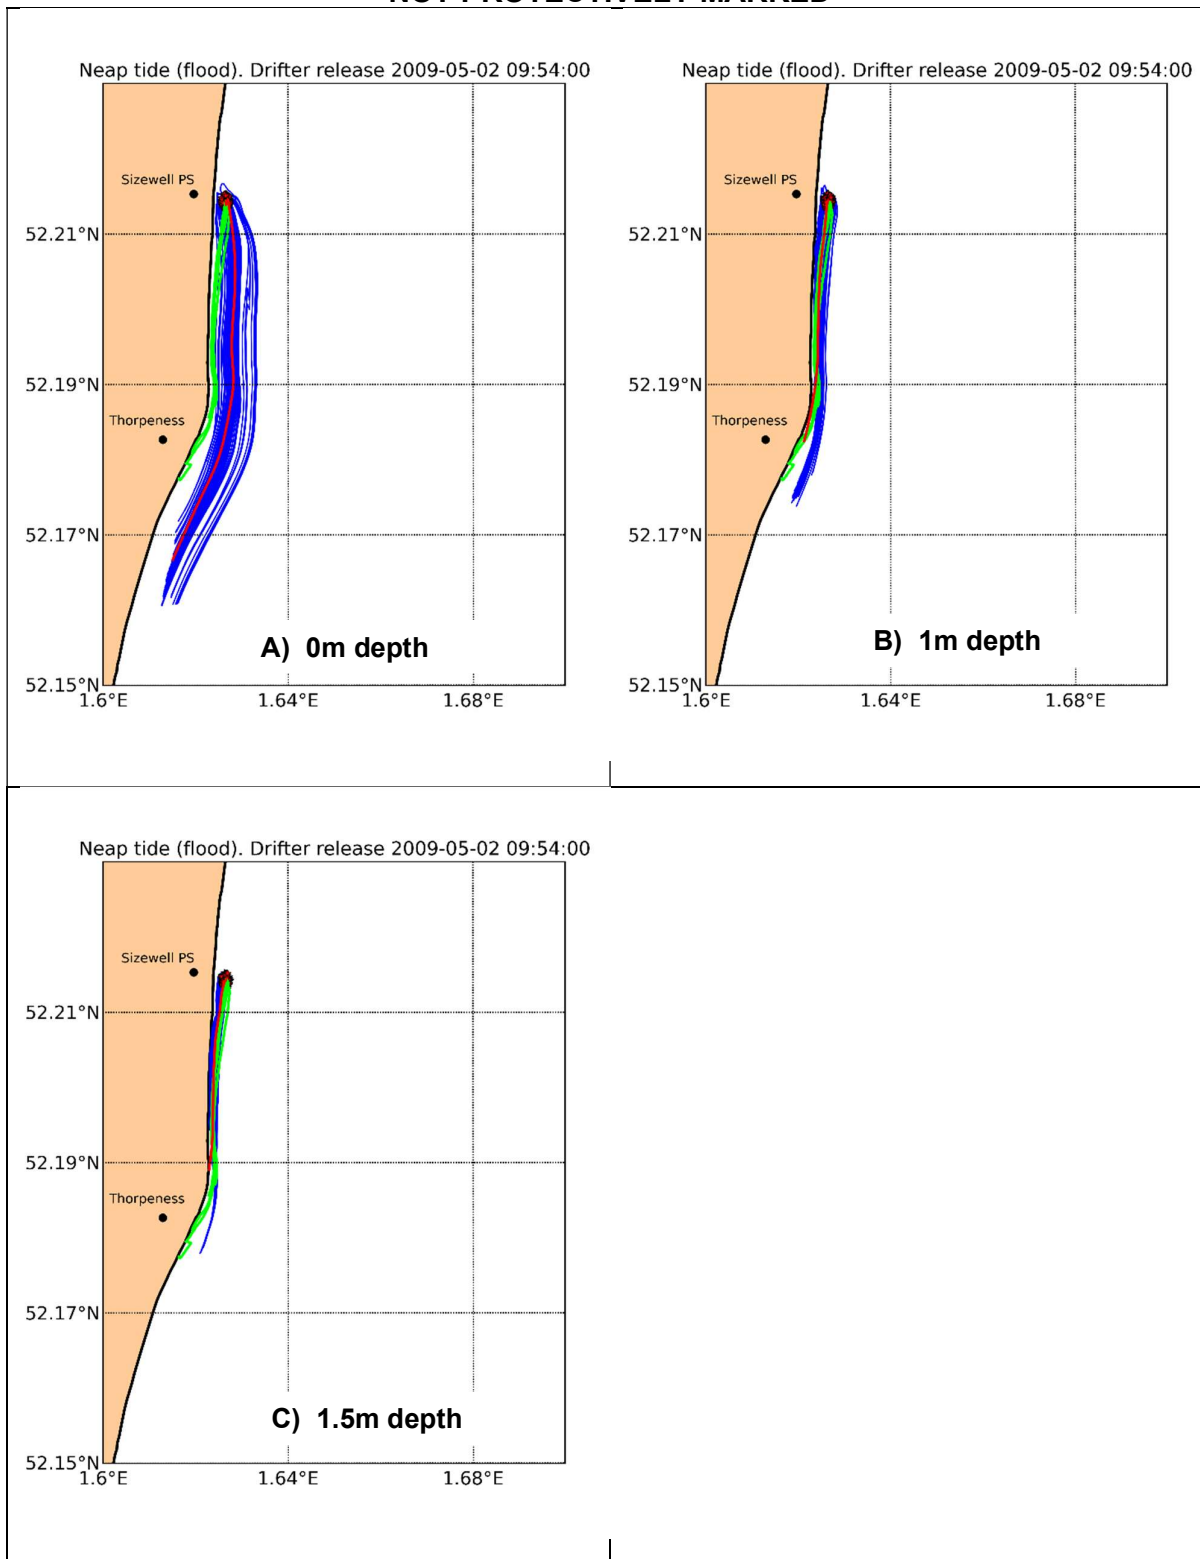 NOT PROTECTIVELY MARKED
Neap tide (flood). Drifter release 2009-05-02 09:54:00
Sizewell PS
52.21°N
52.19°N
Thorpeness
52.17°N
A) 0m depth
52.15°N
1.6°E
1.64°E
1.68°E
Neap tide (flood). Drifter release 2009-05-02 09:54:00
Sizewell PS
52.21°N
52.19°N
Thorpeness
52.17°N
B) 1m depth
52.15°N
1.6°E
1.64°E
1.68°E
Neap tide (flood). Drifter release 2009-05-02 09:54:00
Sizewell PS
52.21°N
52.19°N
Thorpeness
52.17°N
C) 1.5m depth
52.15°N
1.6°E
1.64°E
1.68°E